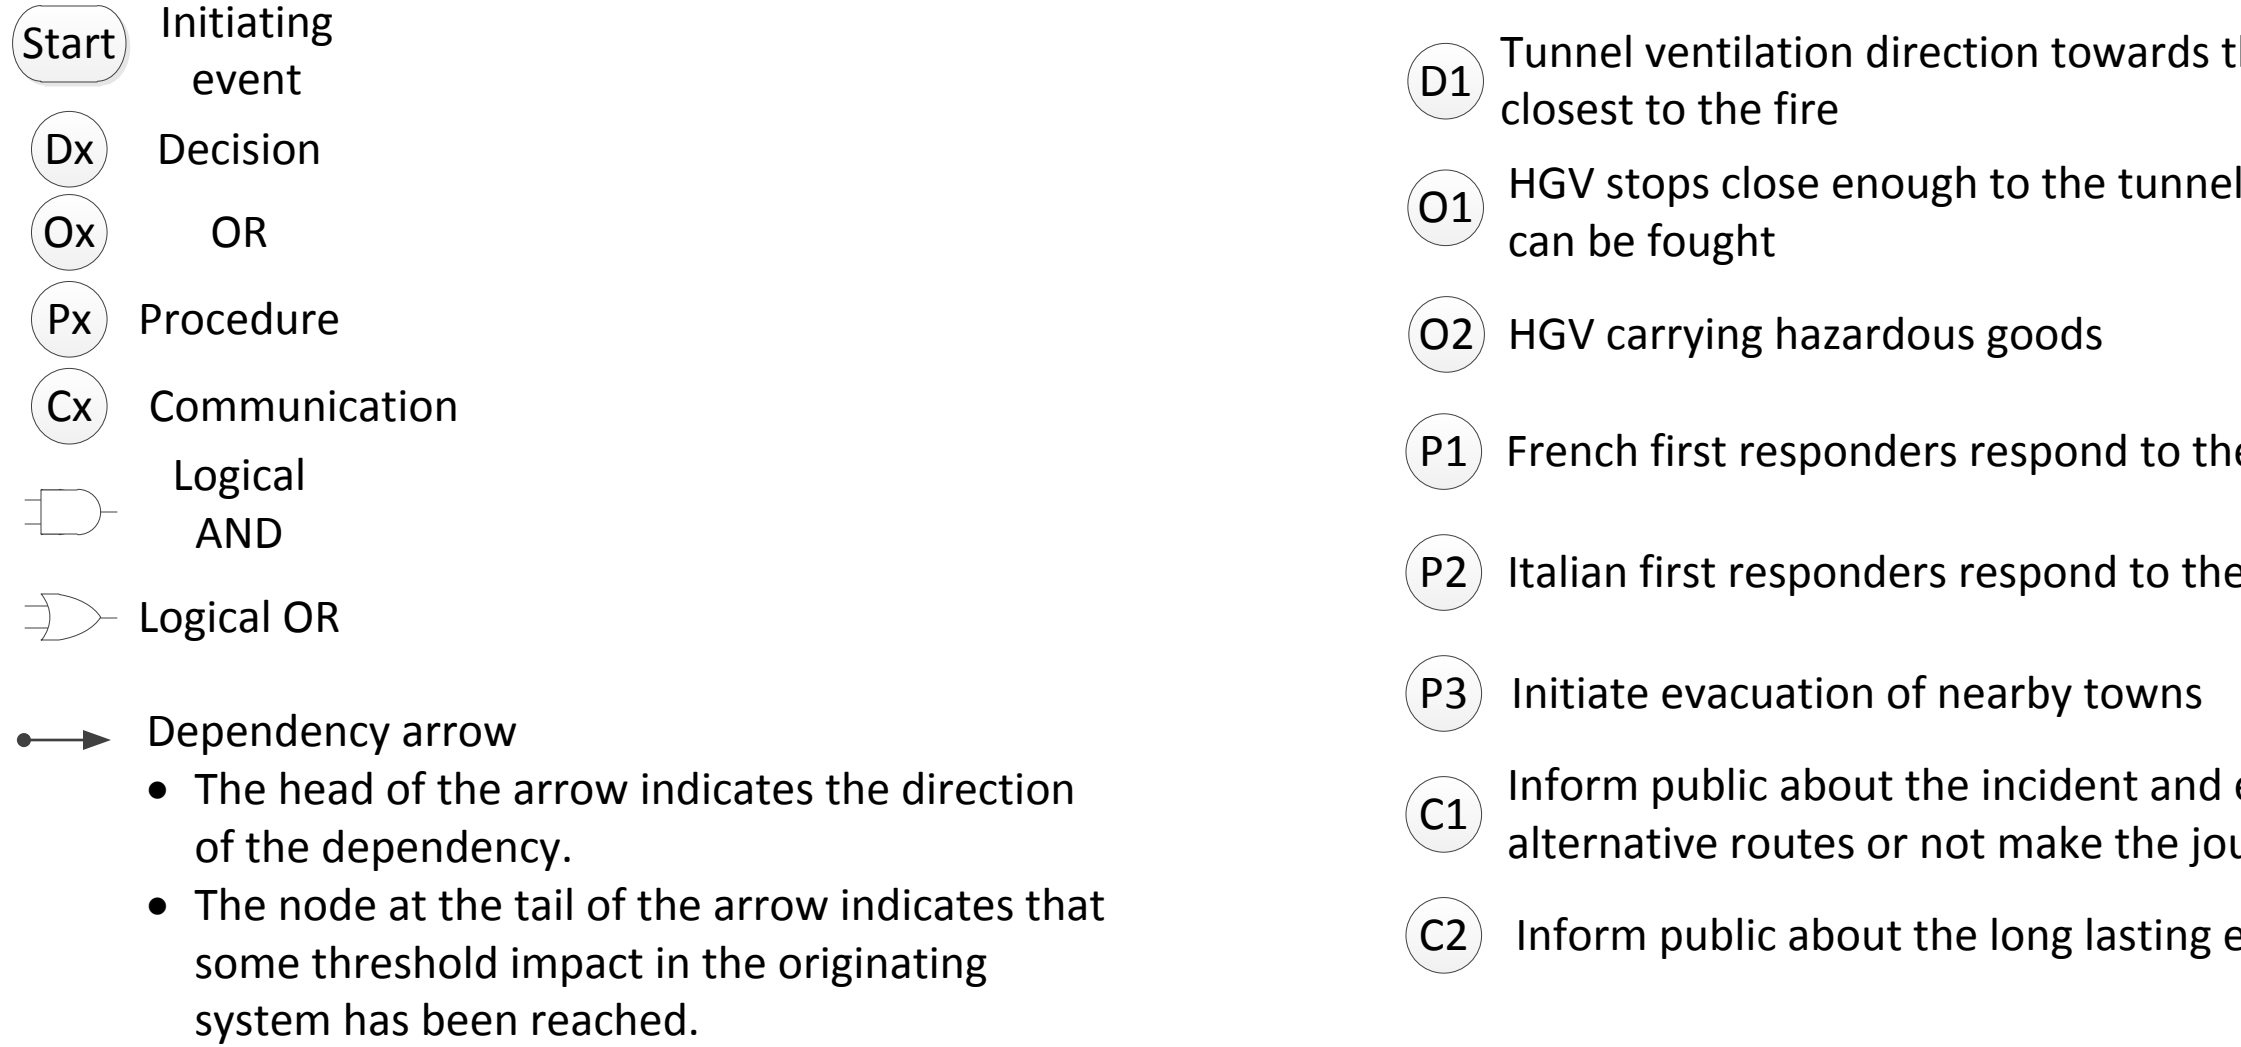 Start
Initiating
event
Dx
Decision
Ox
OR
Px
Procedure
Cx
Communication
Logical
AND
Logical OR
Dependency arrow
• The head of the arrow indicates the direction
of the dependency.
• The node at the tail of the arrow indicates that
some threshold impact in the originating
system has been reached.
D1
Tunnel ventilation direction towards
closest to the fire
O1
HGV stops close enough to the tunnel
can be fought
O2
HGV carrying hazardous goods
P1
French first responders respond to the
P2
Italian first responders respond to the
P3
Initiate evacuation of nearby towns
C1
Inform public about the incident and
alternative routes or not make the
C2
Inform public about the long lasting